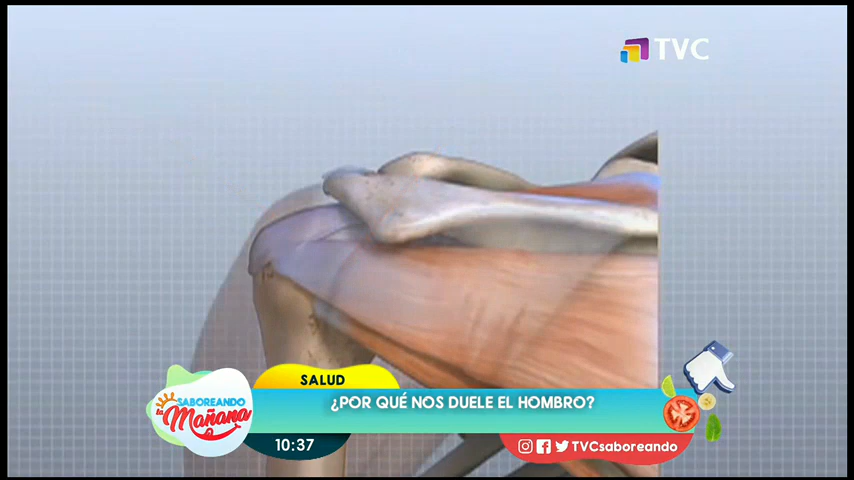 TVC
SALUD
¿POR QUÉ NOS DUELE EL HOMBRO?
SABOREANDO
la Mañana
10:37
TVCsaboreando